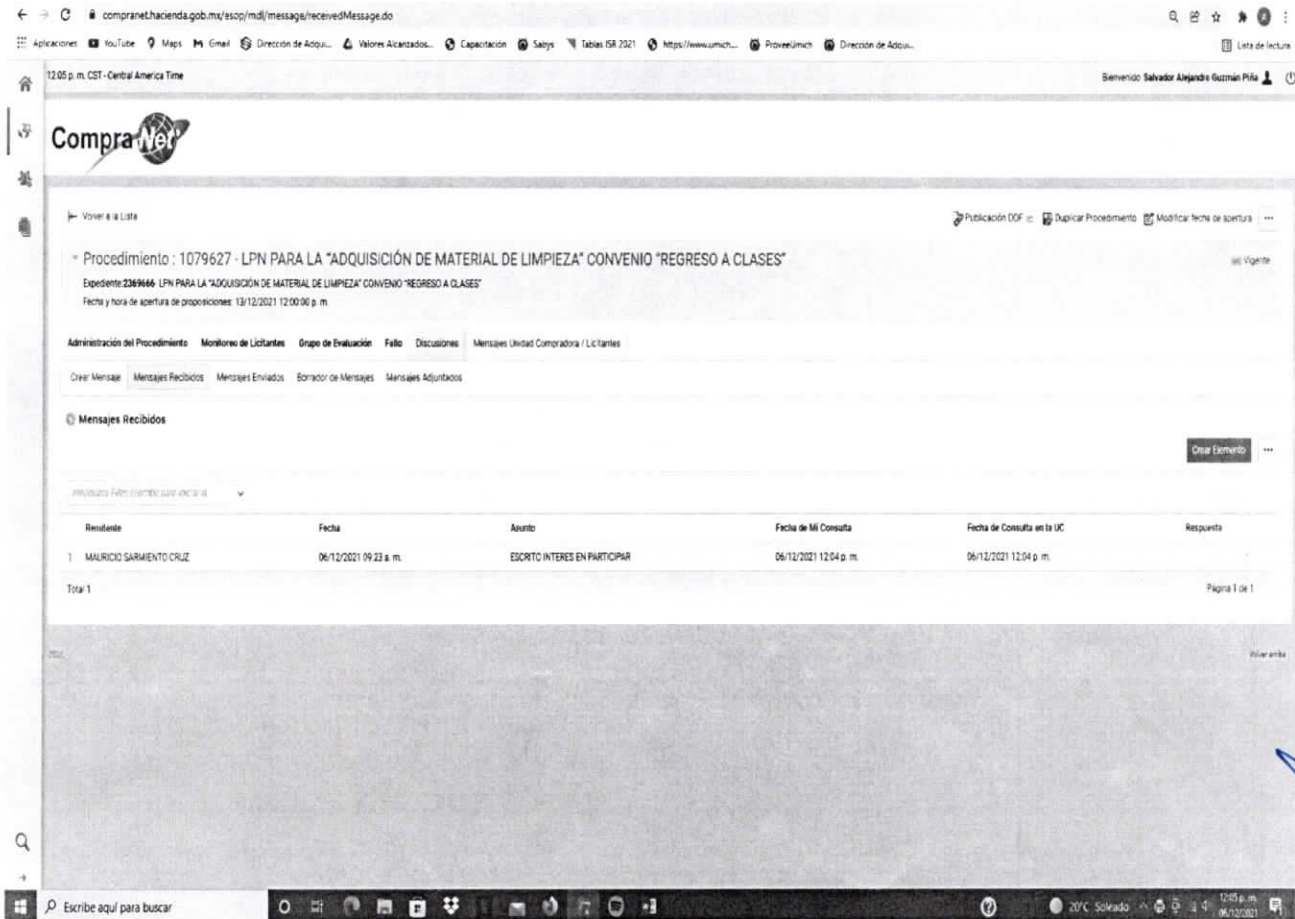 compranet.hacienda.gob.mx/esop/mdl/message/receivedMessage.do
Aplicaciones YouTube Maps Gmail Dirección de Adqui... Valores Alcanzados... Capacitación Sabys Tablas ISR 2021 https://www.umich.... ProveeUmich Dirección de Adqui... Lista de lectura
12:05 p. m. CST - Central America Time Bienvenido Salvador Alejandro Guzmán Piña
CompraNet
Volver a la Lista Publicación DOF Duplicar Procedimiento Modificar fecha de apertura ...
Procedimiento : 1079627 - LPN PARA LA "ADQUISICIÓN DE MATERIAL DE LIMPIEZA" CONVENIO "REGRESO A CLASES" Vigente
Expediente:2369666- LPN PARA LA "ADQUISICIÓN DE MATERIAL DE LIMPIEZA" CONVENIO "REGRESO A CLASES"
Fecha y hora de apertura de proposiciones: 13/12/2021 12:00:00 p. m.
Administración del Procedimiento Monitoreo de Licitantes Grupo de Evaluación Fallo Discusiones Mensajes Unidad Compradora / Licitantes
Crear Mensaje Mensajes Recibidos Mensajes Enviados Borrador de Mensajes Mensajes Adjuntados
Mensajes Recibidos
Crear Elemento ...
Remitente Fecha Asunto Fecha de Mi Consulta Fecha de Consulta en la UC Respuesta
1 MAURICIO SARMIENTO CRUZ 06/12/2021 09:23 a. m. ESCRITO INTERES EN PARTICIPAR 06/12/2021 12:04 p. m. 06/12/2021 12:04 p. m.
Total 1 Página 1 de 1
Volver arriba
Escribe aquí para buscar 20°C Soleado 12:05 p. m.
06/12/2021